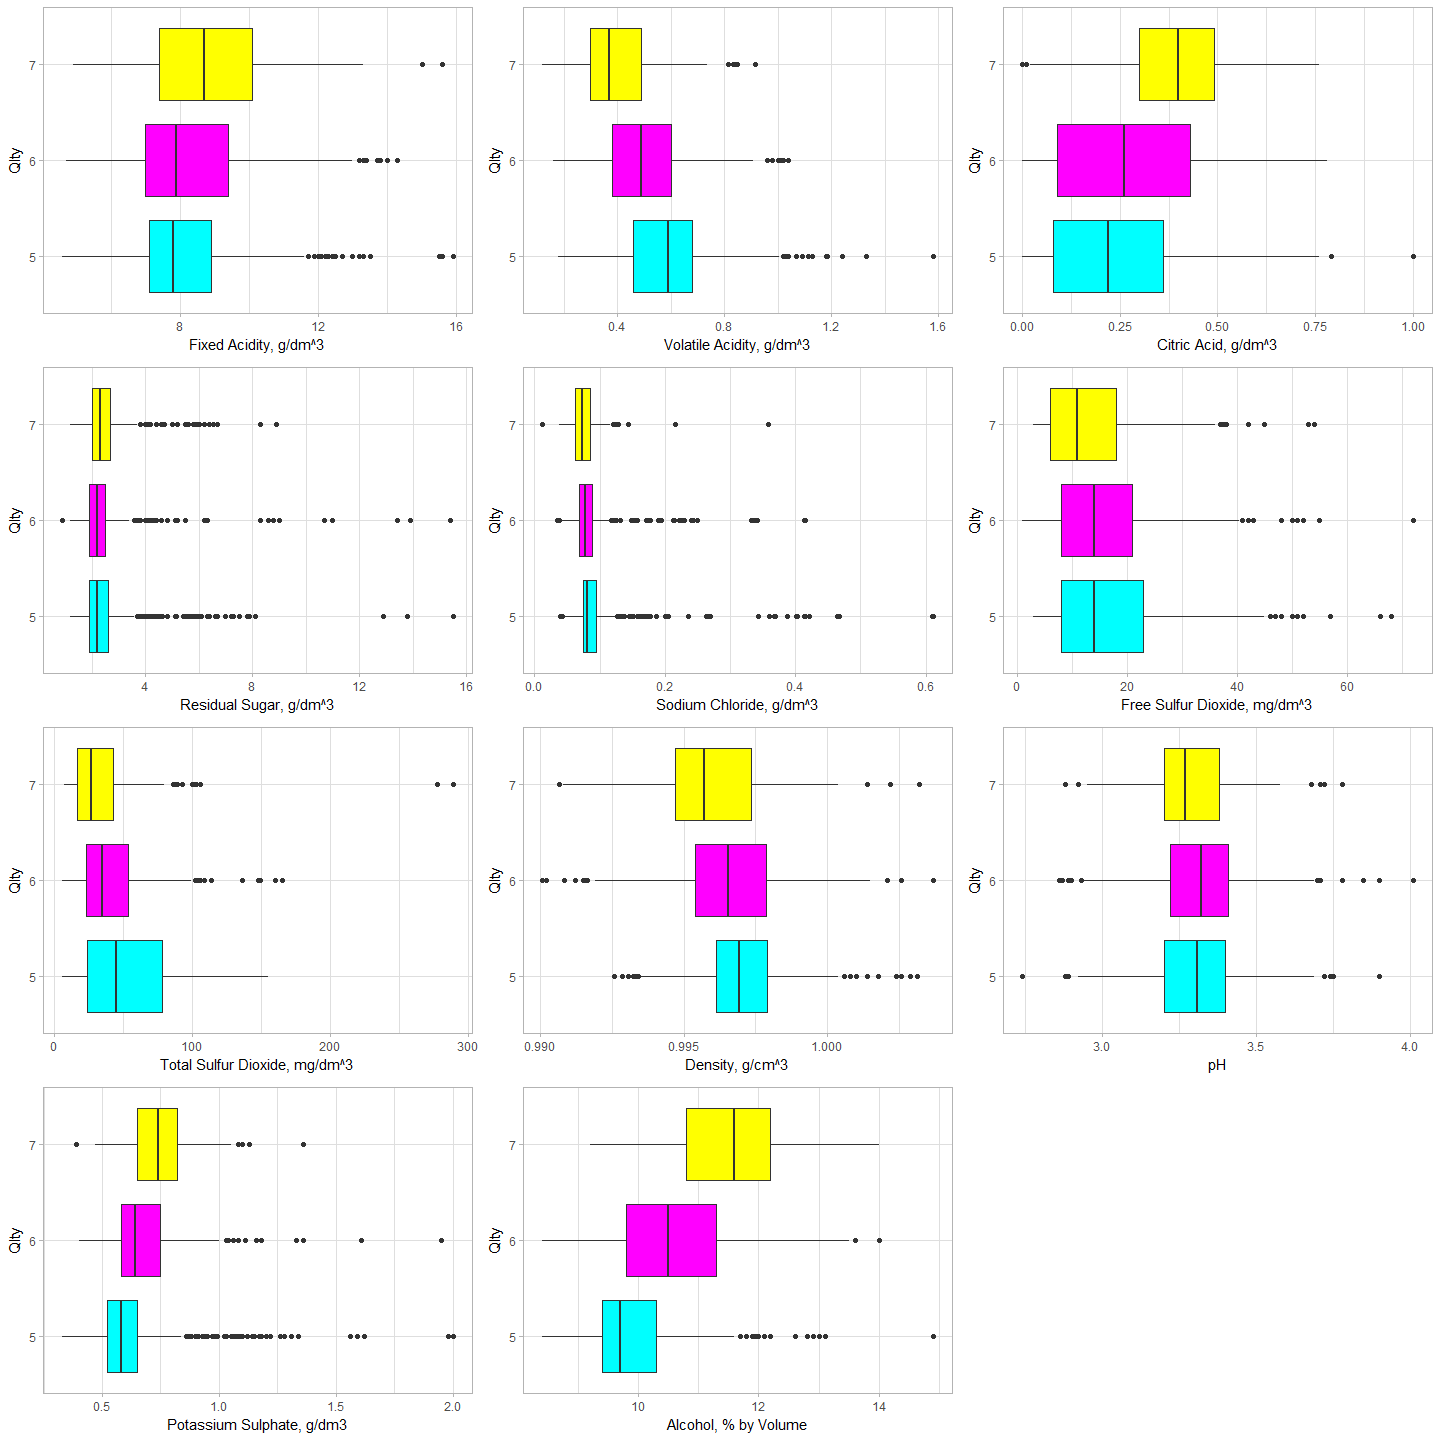 Qlty
7
6
5
8 12 16
Fixed Acidity, g/dm^3
Qlty
7
6
5
0.4 0.8 1.2 1.6
Volatile Acidity, g/dm^3
Qlty
7
6
5
0.00 0.25 0.50 0.75 1.00
Citric Acid, g/dm^3
Qlty
7
6
5
4 8 12 16
Residual Sugar, g/dm^3
Qlty
7
6
5
0.0 0.2 0.4 0.6
Sodium Chloride, g/dm^3
Qlty
7
6
5
0 20 40 60
Free Sulfur Dioxide, mg/dm^3
Qlty
7
6
5
0 100 200 300
Total Sulfur Dioxide, mg/dm^3
Qlty
7
6
5
0.990 0.995 1.000
Density, g/cm^3
Qlty
7
6
5
3.0 3.5 4.0
pH
Qlty
7
6
5
0.5 1.0 1.5 2.0
Potassium Sulphate, g/dm3
Qlty
7
6
5
10 12 14
Alcohol, % by Volume